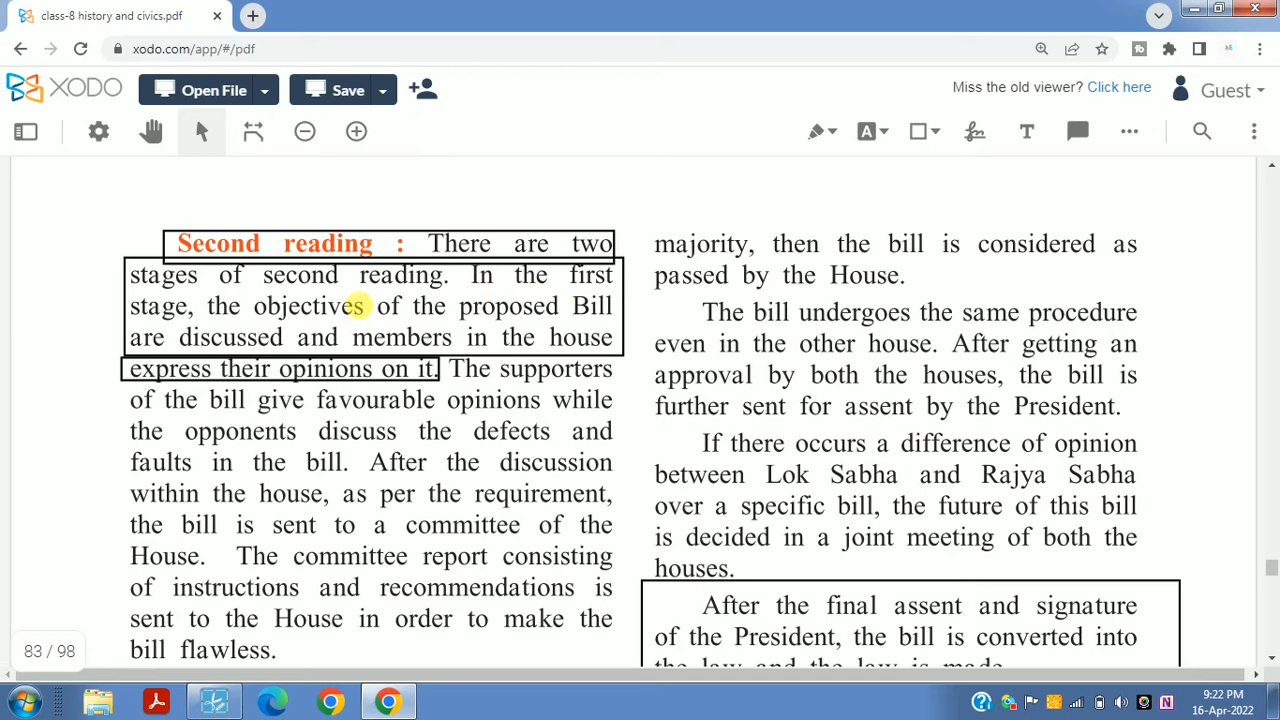 class-8 history and civics.pdf
xodo.com/app/#/pdf
XODO
Open File
Save
Miss the old viewer? Click here
Guest
Second reading : There are two
stages of second reading. In the first
stage, the objectives of the proposed Bill
are discussed and members in the house
express their opinions on it. The supporters
of the bill give favourable opinions while
the opponents discuss the defects and
faults in the bill. After the discussion
within the house, as per the requirement,
the bill is sent to a committee of the
House. The committee report consisting
of instructions and recommendations is
sent to the House in order to make the
bill flawless.
majority, then the bill is considered as
passed by the House.
The bill undergoes the same procedure
even in the other house. After getting an
approval by both the houses, the bill is
further sent for assent by the President.
If there occurs a difference of opinion
between Lok Sabha and Rajya Sabha
over a specific bill, the future of this bill
is decided in a joint meeting of both the
houses.
After the final assent and signature
of the President, the bill is converted into
the law and the law is made.
83 / 98
9:22 PM
16-Apr-2022